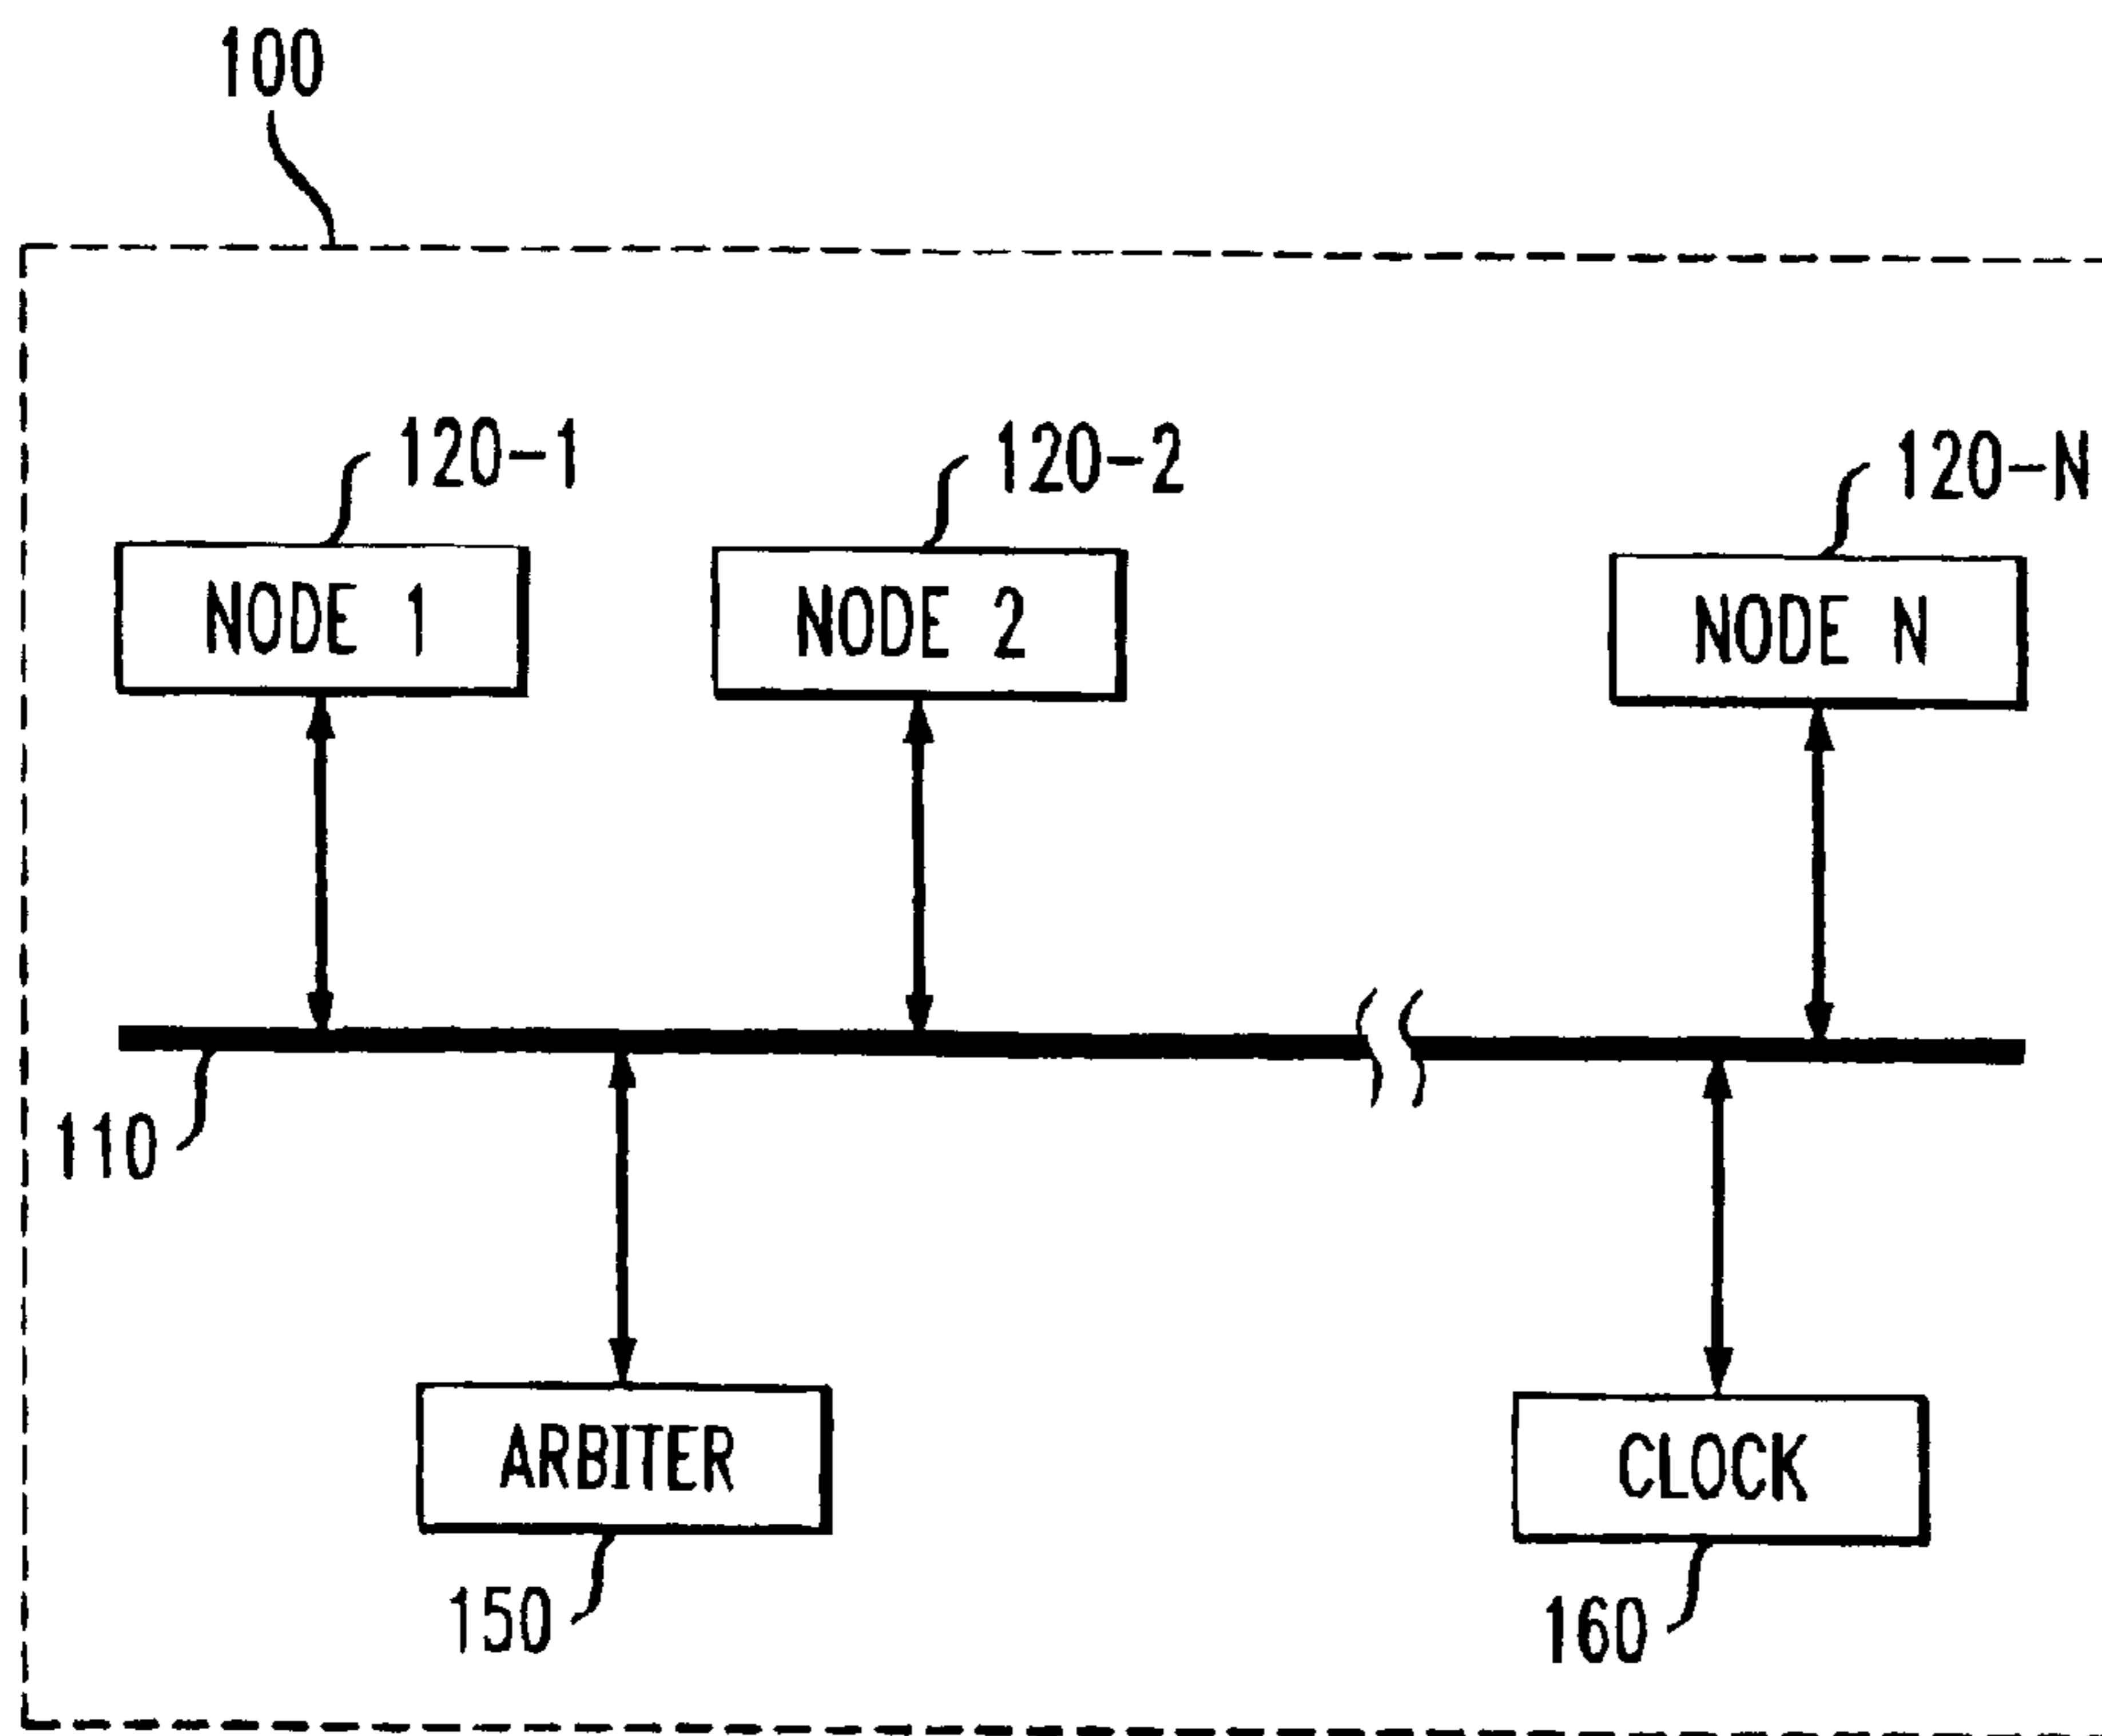 100
120-1
120-2
120-N
NODE 1
NODE 2
NODE N
110
ARBITER
CLOCK
150
160